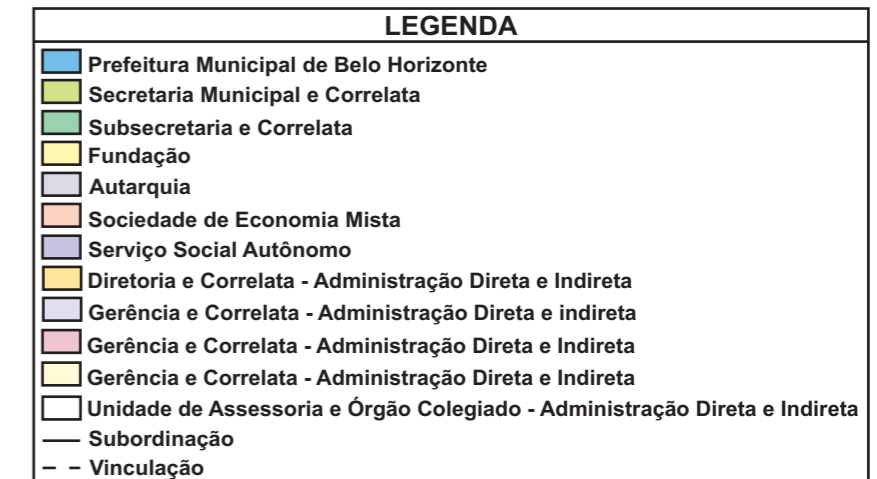 LEGENDA
Prefeitura Municipal de Belo Horizonte
Secretaria Municipal e Correlata
Subsecretaria e Correlata
Fundação
Autarquia
Sociedade de Economia Mista
Serviço Social Autônomo
Diretoria e Correlata - Administração Direta e Indireta
Gerência e Correlata - Administração Direta e indireta
Gerência e Correlata - Administração Direta e Indireta
Gerência e Correlata - Administração Direta e Indireta
Unidade de Assessoria e Órgão Colegiado - Administração Direta e Indireta
Subordinação
Vinculação